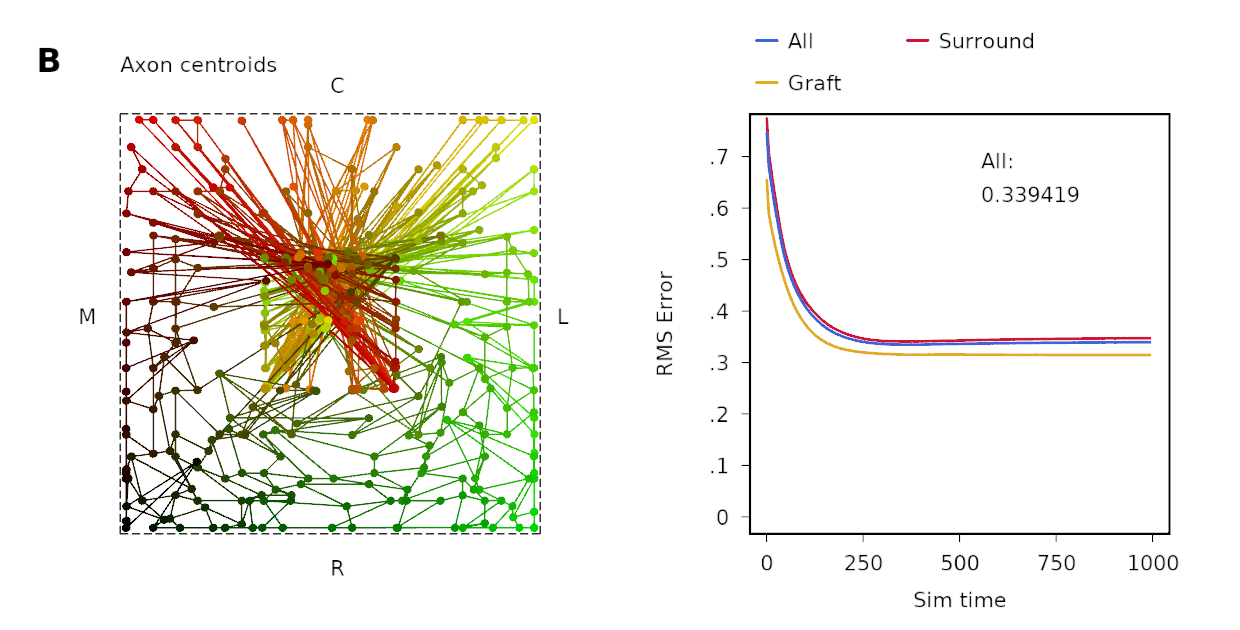 B
Axon centroids
C
M
L
R
All
Surround
Graft
All:
0.339419
RMS Error
.7
.6
.5
.4
.3
.2
.1
0
0 250 500 750 1000
Sim time